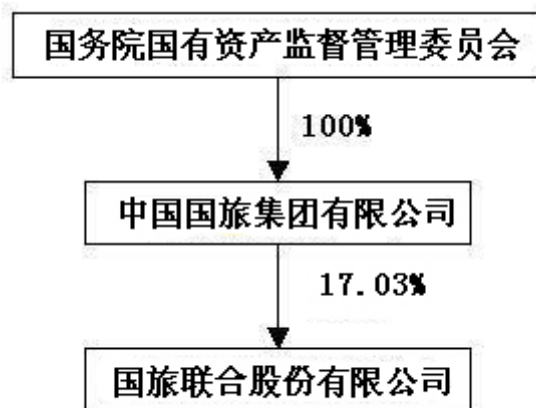 国务院国有资产监督管理委员会
100%
中国国旅集团有限公司
17.03%
国旅联合股份有限公司